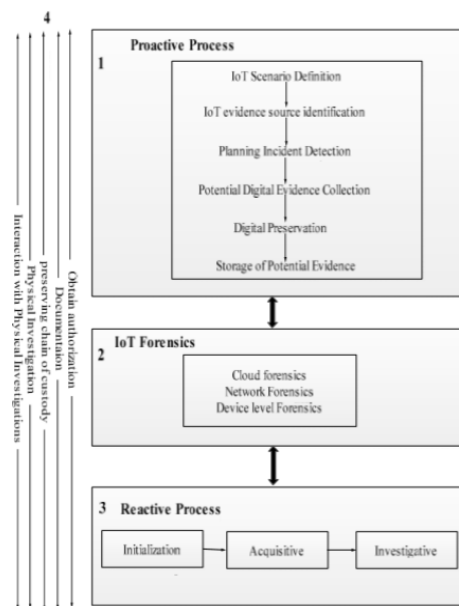 4
1
Proactive Process
IoT Scenario Definition
IoT evidence source identification
Planning Incident Detection
Potential Digital Evidence Collection
Digital Preservation
Storage of Potential Evidence
2
IoT Forensics
Cloud forensics
Network Forensics
Device level Forensics
3
Reactive Process
Initialization
Acquisitive
Investigative
Obtain authorization
Documentaion
preserving chain of custody
Physical Investigation
Interaction with Physical Investigations